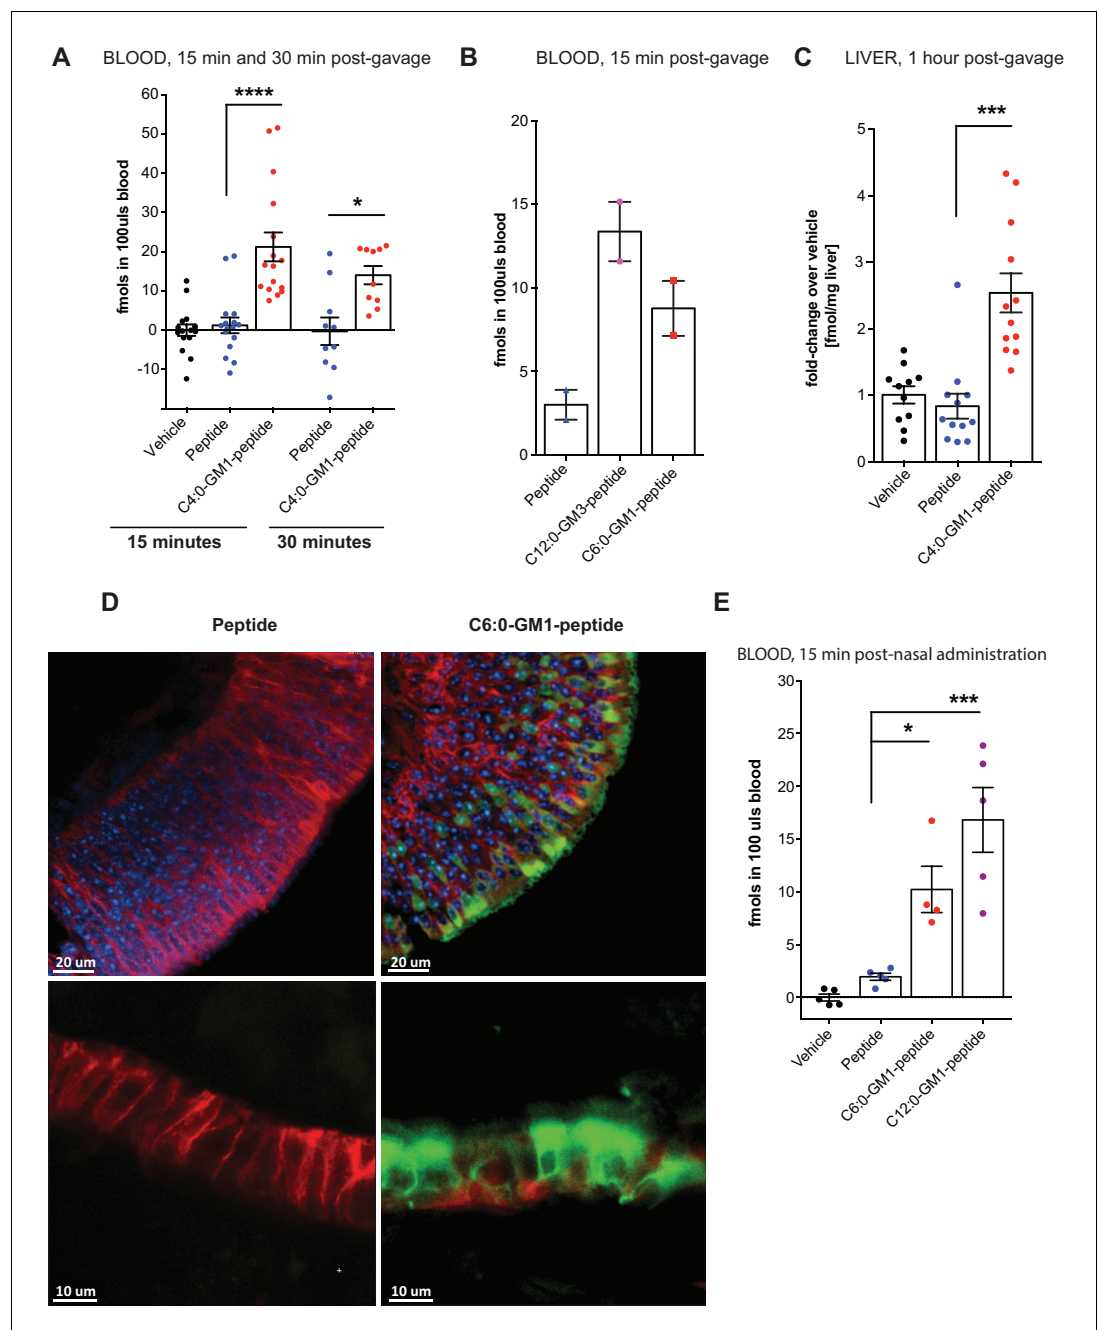 A
BLOOD, 15 min and 30 min post-gavage
fmols in 100uls blood
60
50
40
30
20
10
0
-10
****
*
Vehicle
Peptide
C4:0-GM1-peptide
Peptide
C4:0-GM1-peptide
15 minutes
30 minutes
B
BLOOD, 15 min post-gavage
fmols in 100uls blood
20
15
10
5
0
Peptide
C12:0-GM3-peptide
C6:0-GM1-peptide
C
LIVER, 1 hour post-gavage
fold-change over vehicle
[fmol/mg liver]
5
4
3
2
1
0
***
Vehicle
Peptide
C4:0-GM1-peptide
D
Peptide
C6:0-GM1-peptide
20 um
20 um
10 um
10 um
E
BLOOD, 15 min post-nasal administration
fmols in 100 uls blood
30
25
20
15
10
5
0
***
*
Vehicle
Peptide
C6:0-GM1-peptide
C12:0-GM1-peptide